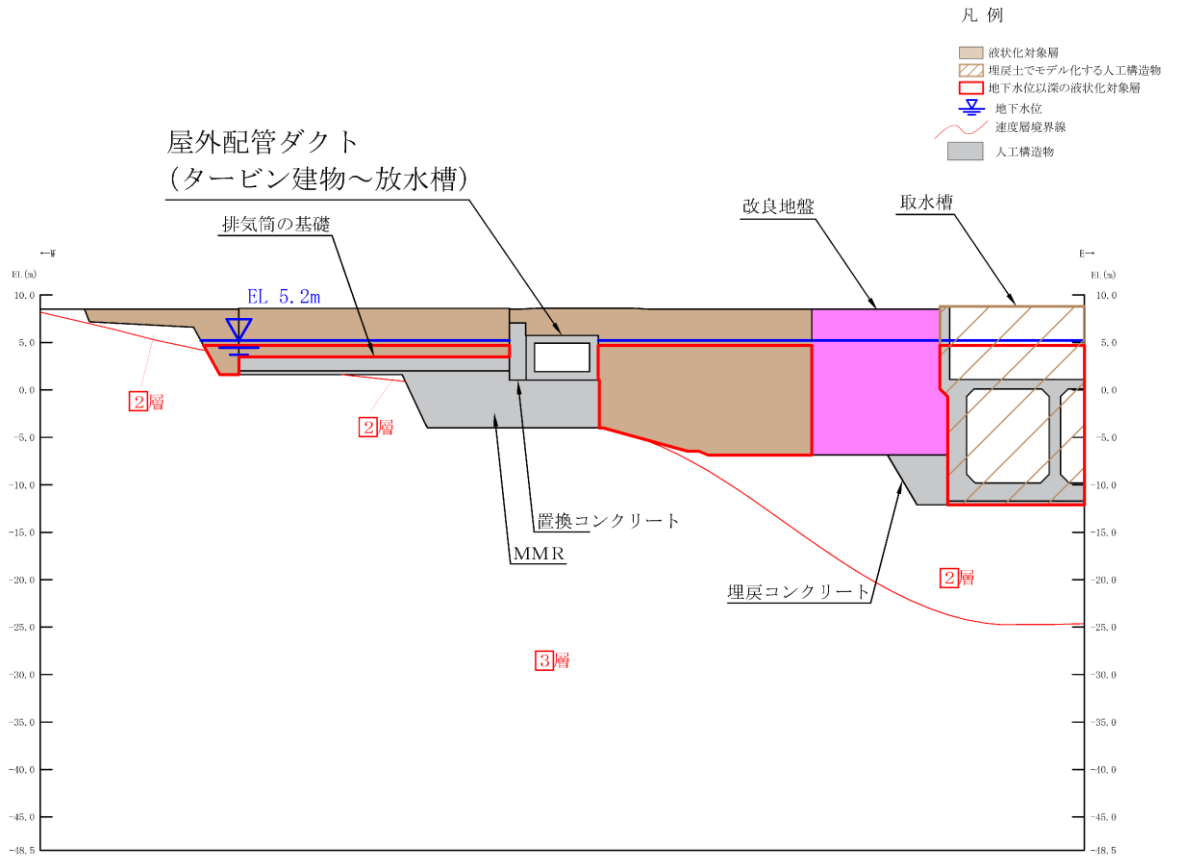 凡 例
液状化対象層
埋戻土でモデル化する人工構造物
地下水位以深の液状化対象層
地下水位
速度層境界線
人工構造物
屋外配管ダクト
(タービン建物~放水槽)
排気筒の基礎
改良地盤
取水槽
←W
E→
EL(m)
EL(m)
EL 5.2m
10.0
10.0
5.0
5.0
0.0
0.0
2層
2層
-5.0
-5.0
-10.0
-10.0
置換コンクリート
-15.0
-15.0
MMR
2層
-20.0
-20.0
埋戻コンクリート
-25.0
-25.0
3層
-30.0
-30.0
-35.0
-35.0
-40.0
-40.0
-45.0
-45.0
-48.5
-48.5